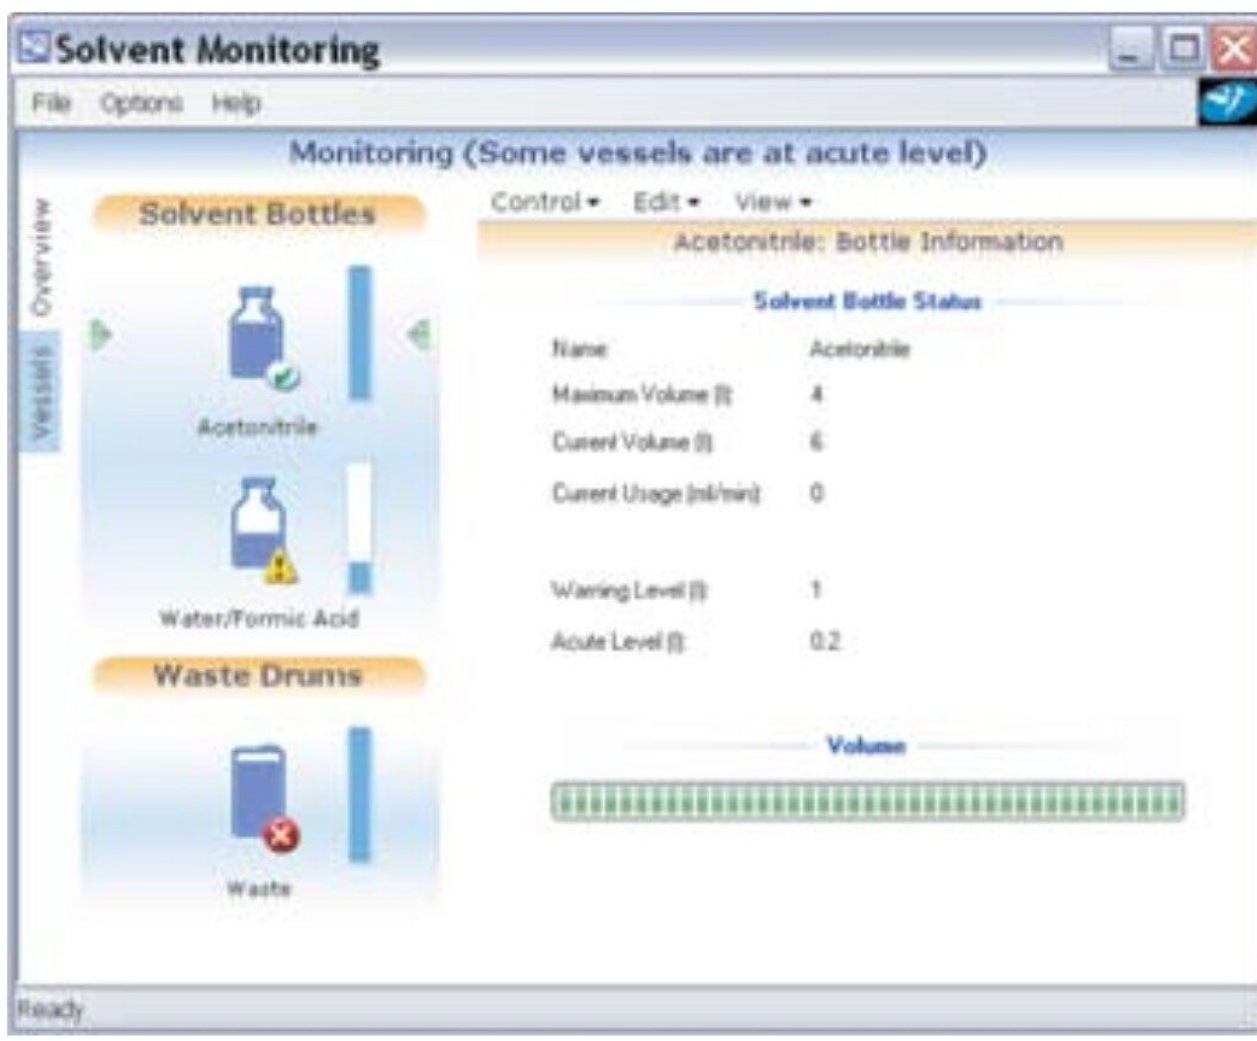 Solvent Monitoring
File Options Help
Monitoring (Some vessels are at acute level)
Overview
Vessels
Solvent Bottles
Acetonitrile
Water/Formic Acid
Waste Drums
Waste
Control Edit View
Acetonitrile: Bottle Information
Solvent Bottle Status
Name Acetonitrile
Maximum Volume (l): 4
Current Volume (l): 6
Current Usage (ml/min): 0
Warning Level (l): 1
Acute Level (l): 0.2
Volume
Ready